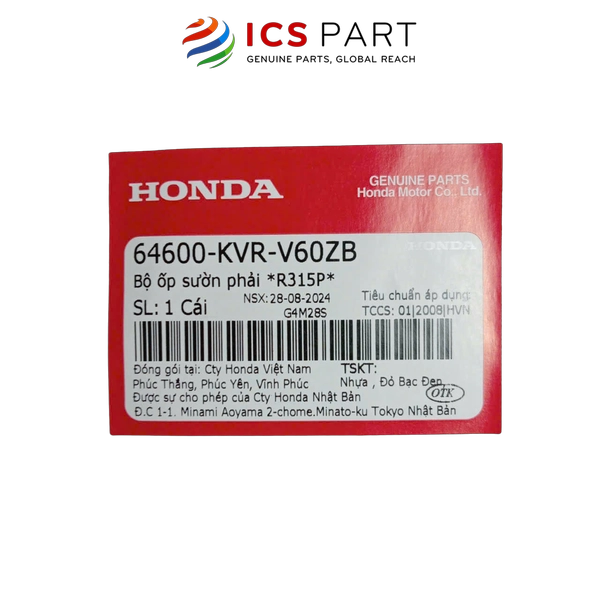 ICS PART
GENUINE PARTS, GLOBAL REACH
HONDA
GENUINE PARTS
Honda Motor Co., Ltd.
64600-KVR-V60ZB
HONDA
Bộ ốp sườn phải *R315P*
SL: 1 Cái
NSX: 28-08-2024
G4M28S
Tiêu chuẩn áp dụng:
TCCS: 01|2008|HVN
Đóng gói tại: Cty Honda Việt Nam
Phúc Thắng, Phúc Yên, Vĩnh Phúc
Được sự cho phép của Cty Honda Nhật Bản
Đ.C 1-1. Minami Aoyama 2-chome.Minato-ku Tokyo Nhật Bản
TSKT:
Nhựa , Đỏ Bạc Đen
OTK